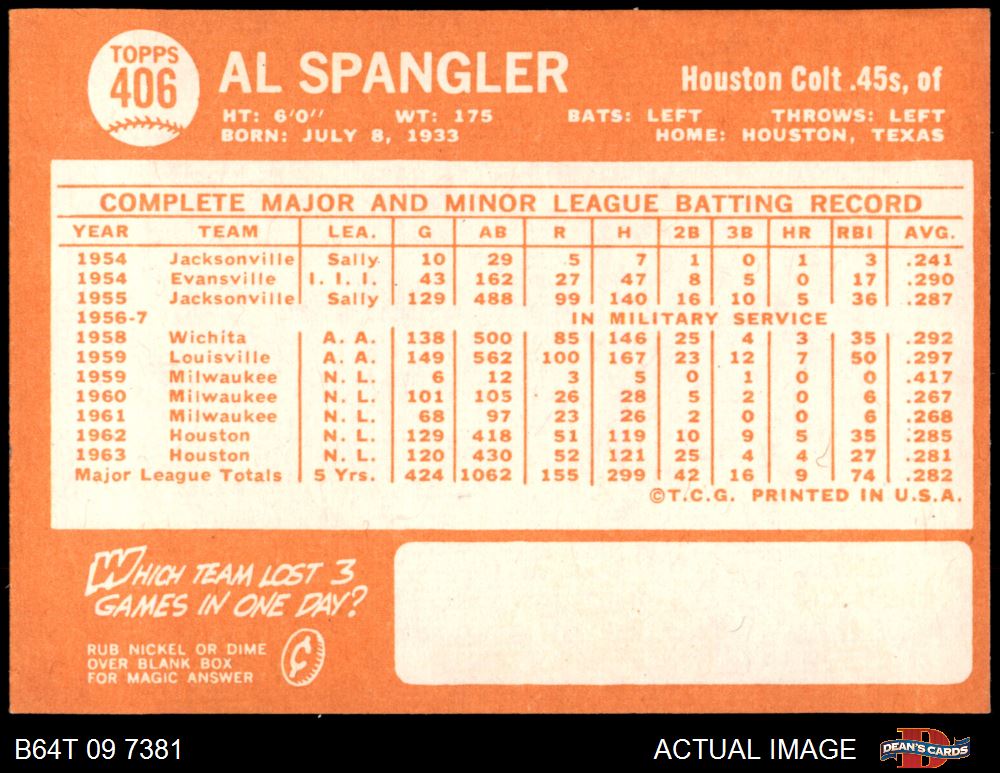 TOPPS
406
AL SPANGLER
Houston Colt .45s, of
HT: 6'0" WT: 175 BATS: LEFT THROWS: LEFT
BORN: JULY 8, 1933 HOME: HOUSTON, TEXAS
COMPLETE MAJOR AND MINOR LEAGUE BATTING RECORD
YEAR TEAM LEA. G AB R H 2B 3B HR RBI AVG.
1954 Jacksonville Sally 10 29 5 7 1 0 1 3 .241
1954 Evansville I. I. I. 43 162 27 47 8 5 0 17 .290
1955 Jacksonville Sally 129 488 99 140 16 10 5 36 .287
1956-7 IN MILITARY SERVICE
1958 Wichita A. A. 138 500 85 146 25 4 3 35 .292
1959 Louisville A. A. 149 562 100 167 23 12 7 50 .297
1959 Milwaukee N. L. 6 12 3 5 0 1 0 0 .417
1960 Milwaukee N. L. 101 105 26 28 5 2 0 6 .267
1961 Milwaukee N. L. 68 97 23 26 2 0 0 6 .268
1962 Houston N. L. 129 418 51 119 10 9 5 35 .285
1963 Houston N. L. 120 430 52 121 25 4 4 27 .281
Major League Totals 5 Yrs. 424 1062 155 299 42 16 9 74 .282
©T.C.G. PRINTED IN U.S.A.
WHICH TEAM LOST 3
GAMES IN ONE DAY?
RUB NICKEL OR DIME
OVER BLANK BOX
FOR MAGIC ANSWER
¢
B64T 09 7381
ACTUAL IMAGE
DEAN'S CARDS